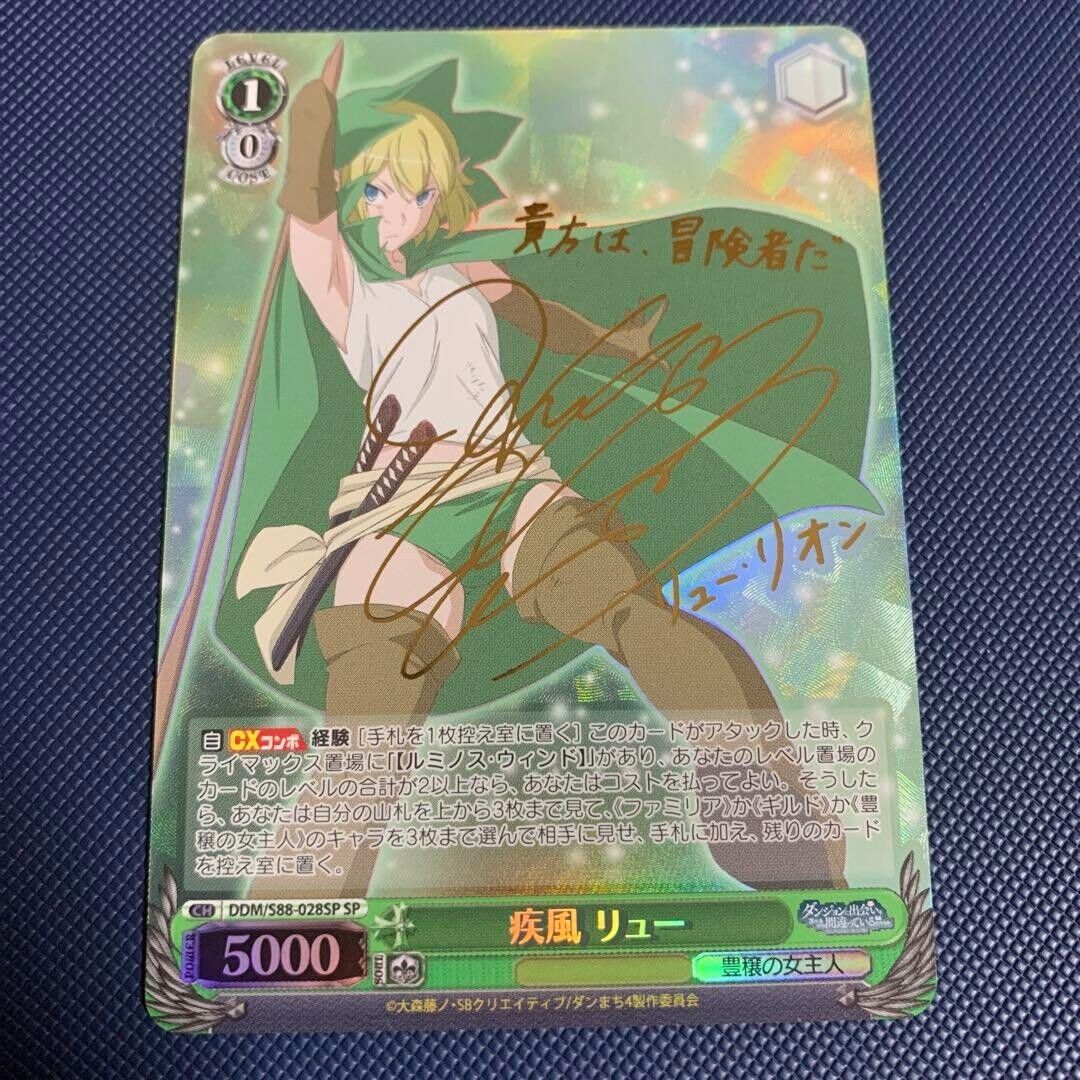 LEVEL
1
0
COST
貴方は、冒険者だ
リュー・リオン
自 CXコンボ 経験 [手札を1枚控え室に置く] このカードがアタックした時、ク
ライマックス置場に「【ルミノス・ウィンド】」があり、あなたのレベル置場の
カードのレベルの合計が2以上なら、あなたはコストを払ってよい。そうした
ら、あなたは自分の山札を上から3枚まで見て、《ファミリア》か《ギルド》か《豊
穣の女主人》のキャラを3枚まで選んで相手に見せ、手札に加え、残りのカード
を控え室に置く。
CH DDM/S88-028SP SP
疾風 リュー
POWER 5000 SOUL
豊穣の女主人
©大森藤ノ・SBクリエイティブ/ダンまち4製作委員会